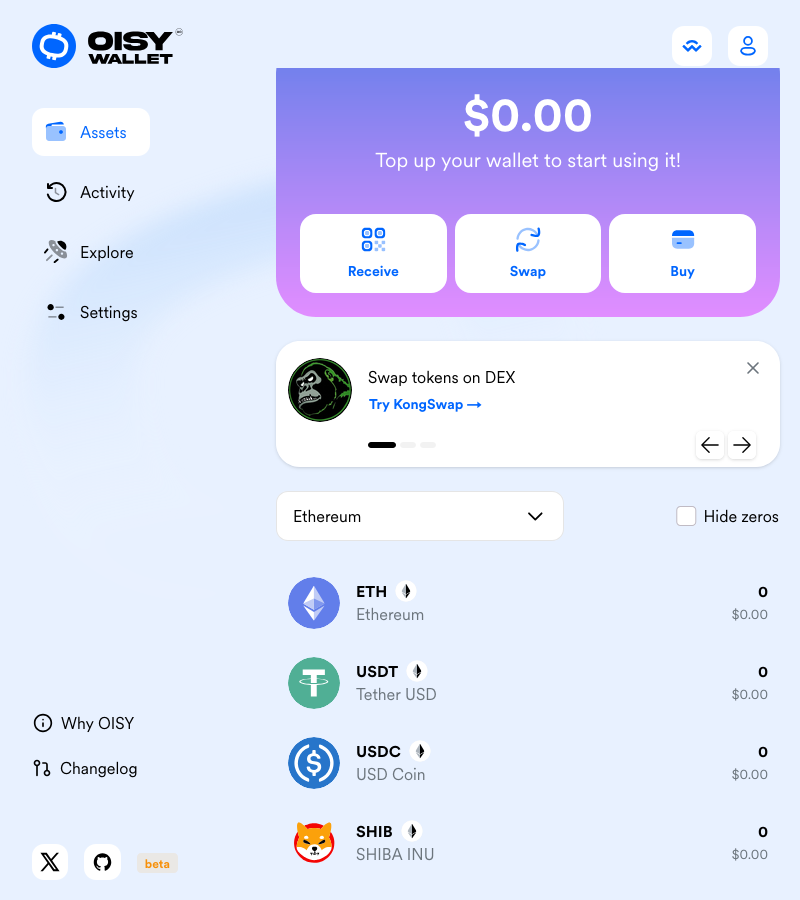 OISY
WALLET
Assets
Activity
Explore
Settings
Why OISY
Changelog
beta
$0.00
Top up your wallet to start using it!
Receive
Swap
Buy
Swap tokens on DEX
Try KongSwap →
Ethereum
Hide zeros
ETH
0
Ethereum
$0.00
USDT
0
Tether USD
$0.00
USDC
0
USD Coin
$0.00
SHIB
0
SHIBA INU
$0.00